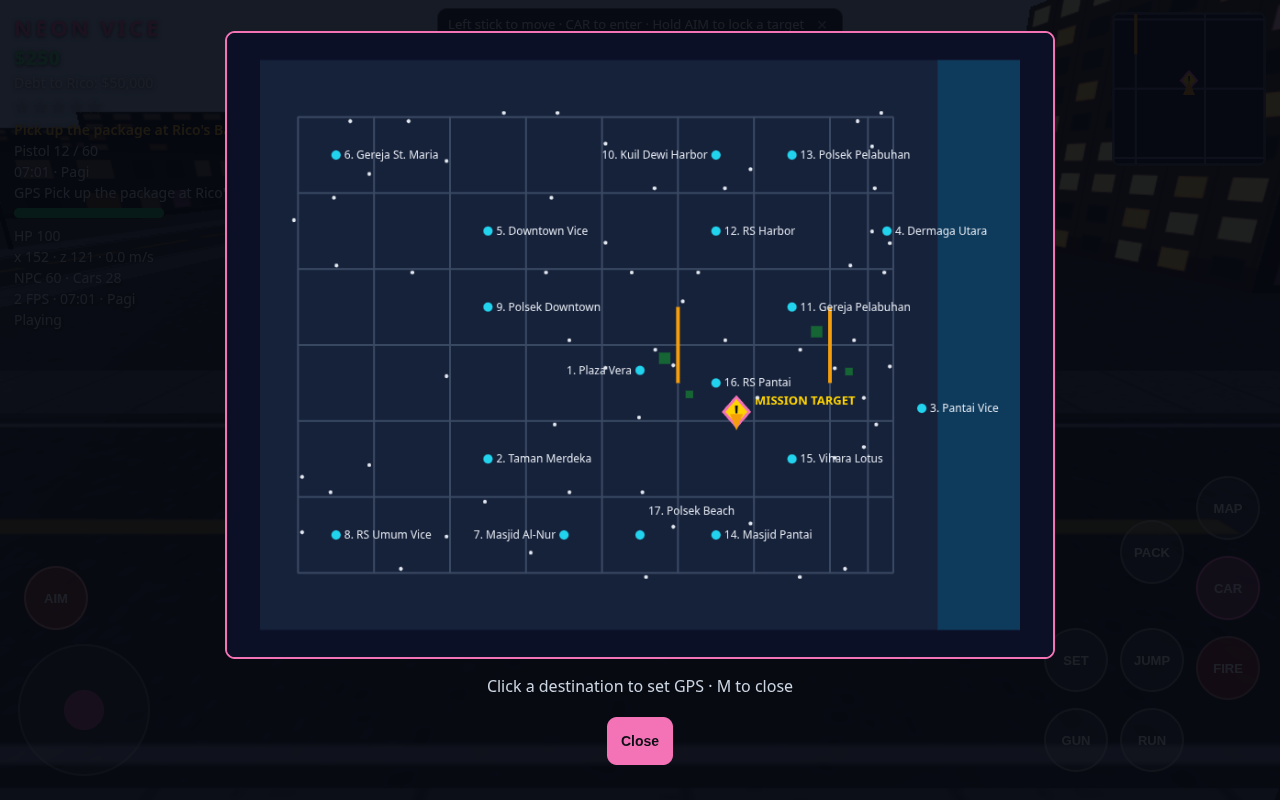 Left stick to move · CAR to enter · Hold AIM to lock a target ×
NEON VICE
$250
Pick up the package at Rico's B
Pistol 12 / 60
07:01 · Pagi
GPS Pick up the package at Rico'
HP 100
x 152 · z 121 · 0.0 m/s
NPC 60 · Cars 28
2 FPS · 07:01 · Pagi
Playing
6. Gereja St. Maria
10. Kuil Dewi Harbor
13. Polsek Pelabuhan
5. Downtown Vice
12. RS Harbor
4. Dermaga Utara
9. Polsek Downtown
11. Gereja Pelabuhan
1. Plaza Vera
16. RS Pantai
MISSION TARGET
3. Pantai Vice
2. Taman Merdeka
15. Vihara Lotus
17. Polsek Beach
8. RS Umum Vice
7. Masjid Al-Nur
14. Masjid Pantai
MAP
PACK
CAR
AIM
SET
JUMP
FIRE
GUN
RUN
Click a destination to set GPS · M to close
Close